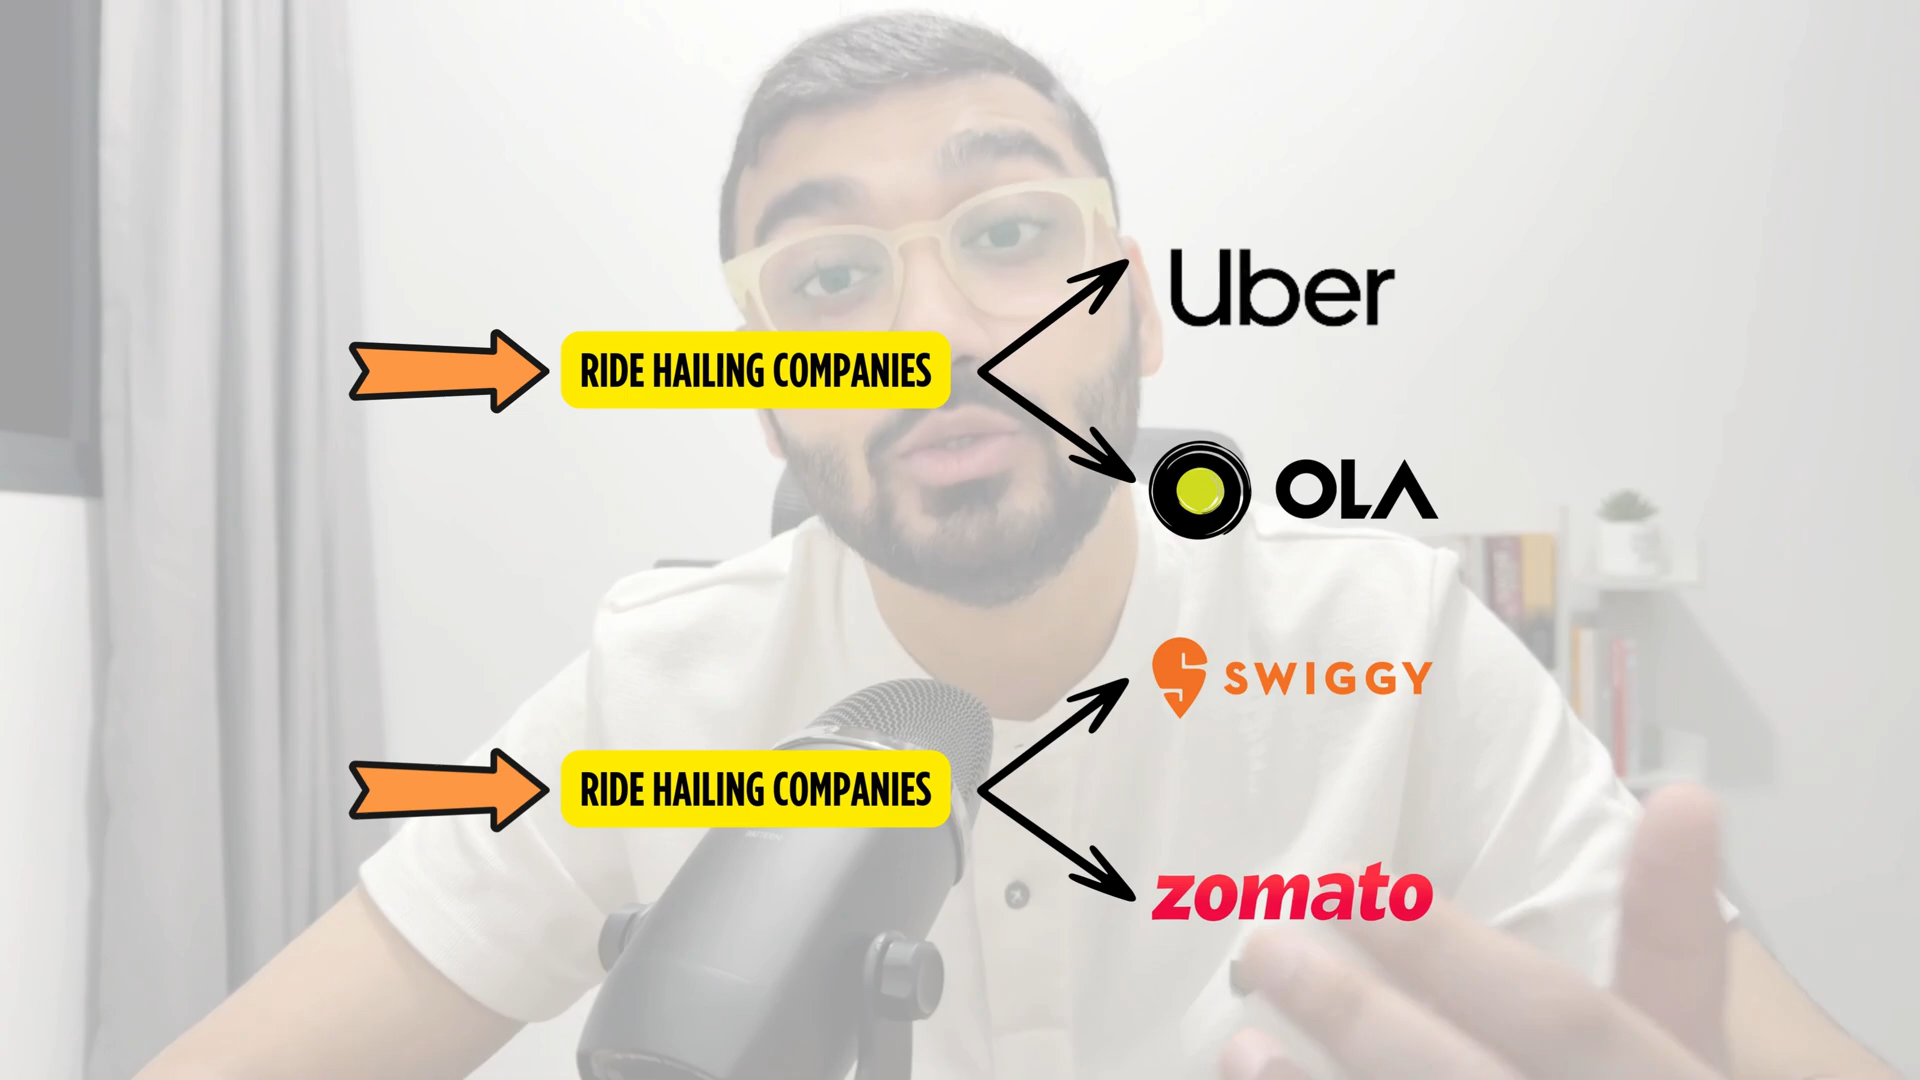 Uber
RIDE HAILING COMPANIES
OLA
SWIGGY
RIDE HAILING COMPANIES
zomato